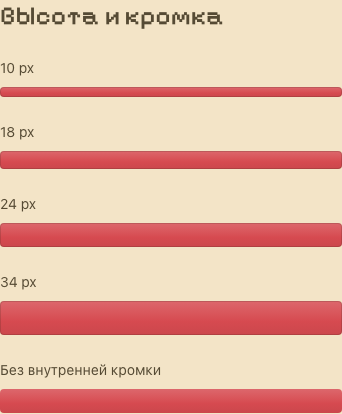 Высота и кромка
10 px
18 px
24 px
34 px
Без внутренней кромки